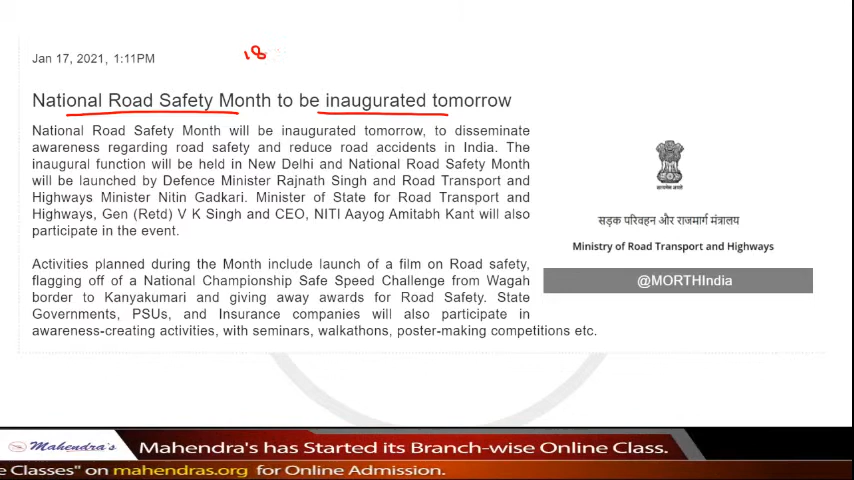 Jan 17, 2021, 1:11PM
18
National Road Safety Month to be inaugurated tomorrow
National Road Safety Month will be inaugurated tomorrow, to disseminate
awareness regarding road safety and reduce road accidents in India. The
inaugural function will be held in New Delhi and National Road Safety Month
will be launched by Defence Minister Rajnath Singh and Road Transport and
Highways Minister Nitin Gadkari. Minister of State for Road Transport and
Highways, Gen (Retd) V K Singh and CEO, NITI Aayog Amitabh Kant will also
participate in the event.
Activities planned during the Month include launch of a film on Road safety,
flagging off of a National Championship Safe Speed Challenge from Wagah
border to Kanyakumari and giving away awards for Road Safety. State
Governments, PSUs, and Insurance companies will also participate in
awareness-creating activities, with seminars, walkathons, poster-making competitions etc.
सत्यमेव जयते
सड़क परिवहन और राजमार्ग मंत्रालय
Ministry of Road Transport and Highways
@MORTHIndia
Mahendra's
Mahendra's has Started its Branch-wise Online Class.
e Classes" on mahendras.org for Online Admission.